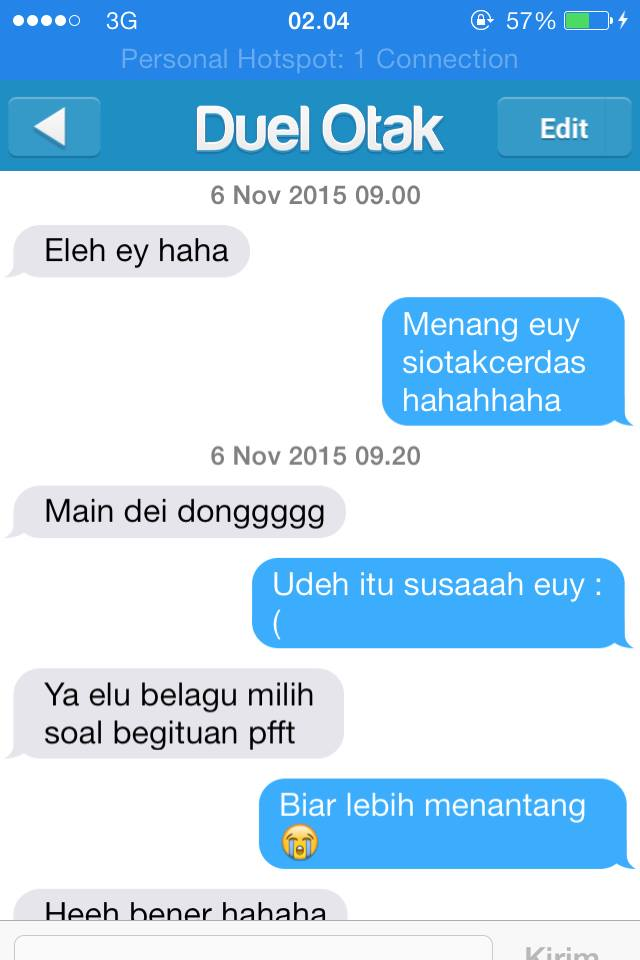 3G 02.04 57%
Personal Hotspot: 1 Connection
Duel Otak Edit
6 Nov 2015 09.00
Eleh ey haha
Menang euy
siotakcerdas
hahahhaha
6 Nov 2015 09.20
Main dei donggggg
Udeh itu susaaah euy :
(
Ya elu belagu milih
soal begituan pfft
Biar lebih menantang
😭
Heeh bener hahaha
Kirim